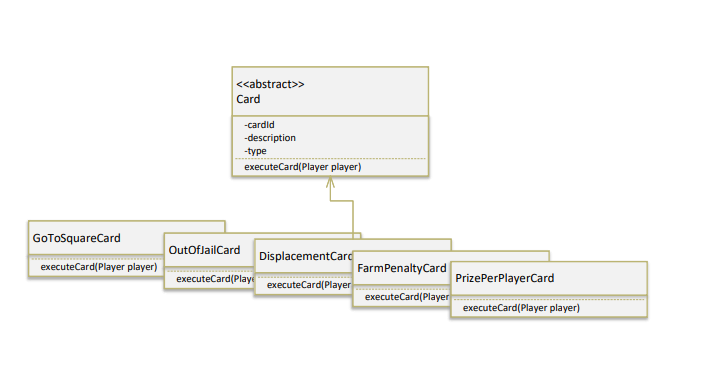 <<abstract>>
Card
-cardId
-description
-type
executeCard(Player player)
GoToSquareCard
executeCard(Player player)
OutOfJailCard
executeCard(Playe
DisplacementCard
executeCard(Player
FarmPenaltyCard
executeCard(Player
PrizePerPlayerCard
executeCard(Player player)